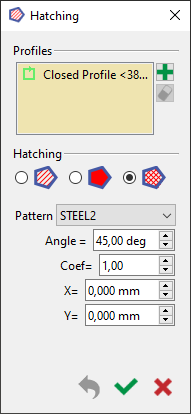 Hatching
Profiles
Closed Profile <38...
Hatching
Pattern STEEL2
Angle = 45,00 deg
Coef= 1,00
X= 0,000 mm
Y= 0,000 mm